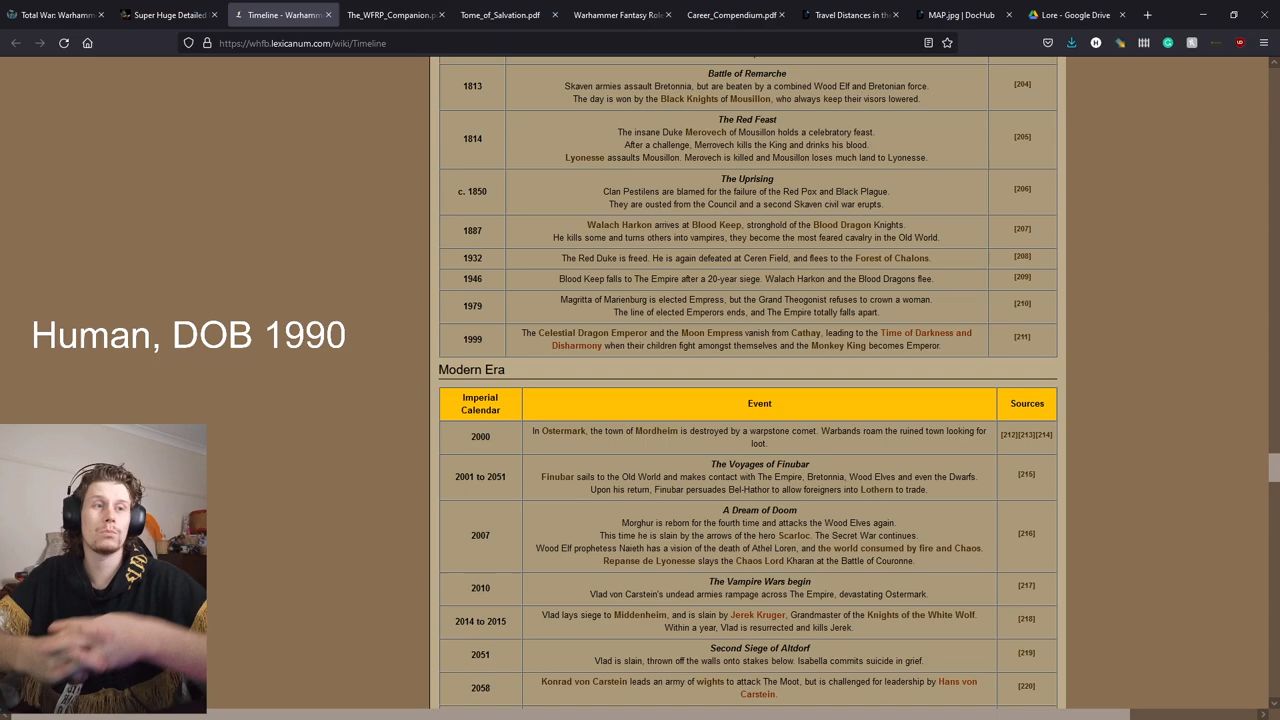 Total War: Warhamm
Super Huge Detailed
Timeline - Warhamm
The_WFRP_Companion.pdf
Tome_of_Salvation.pdf
Warhammer Fantasy Role
Career_Compendium.pdf
Travel Distances in the
MAP.jpg | DocHub
Lore - Google Drive
https://whfb.lexicanum.com/wiki/Timeline
1813
Battle of Remarche
Skaven armies assault Bretonnia, but are beaten by a combined Wood Elf and Bretonian force.
The day is won by the Black Knights of Mousillon, who always keep their visors lowered.
[204]
1814
The Red Feast
The insane Duke Merovech of Mousillon holds a celebratory feast.
After a challenge, Merrovech kills the King and drinks his blood.
Lyonesse assaults Mousillon. Merovech is killed and Mousillon loses much land to Lyonesse.
[205]
c. 1850
The Uprising
Clan Pestilens are blamed for the failure of the Red Pox and Black Plague.
They are ousted from the Council and a second Skaven civil war erupts.
[206]
1887
Walach Harkon arrives at Blood Keep, stronghold of the Blood Dragon Knights.
He kills some and turns others into vampires, they become the most feared cavalry in the Old World.
[207]
1932
The Red Duke is freed. He is again defeated at Ceren Field, and flees to the Forest of Chalons.
[208]
1946
Blood Keep falls to The Empire after a 20-year siege. Walach Harkon and the Blood Dragons flee.
[209]
1979
Magritta of Marienburg is elected Empress, but the Grand Theogonist refuses to crown a woman.
The line of elected Emperors ends, and The Empire totally falls apart.
[210]
1999
The Celestial Dragon Emperor and the Moon Empress vanish from Cathay, leading to the Time of Darkness and
Disharmony when their children fight amongst themselves and the Monkey King becomes Emperor.
[211]
Human, DOB 1990
Modern Era
Imperial
Calendar
Event
Sources
2000
In Ostermark, the town of Mordheim is destroyed by a warpstone comet. Warbands roam the ruined town looking for
loot.
[212][213][214]
2001 to 2051
The Voyages of Finubar
Finubar sails to the Old World and makes contact with The Empire, Bretonnia, Wood Elves and even the Dwarfs.
Upon his return, Finubar persuades Bel-Hathor to allow foreigners into Lothern to trade.
[215]
2007
A Dream of Doom
Morghur is reborn for the fourth time and attacks the Wood Elves again.
This time he is slain by the arrows of the hero Scarloc. The Secret War continues.
Wood Elf prophetess Naieth has a vision of the death of Athel Loren, and the world consumed by fire and Chaos.
Repanse de Lyonesse slays the Chaos Lord Kharan at the Battle of Couronne.
[216]
2010
The Vampire Wars begin
Vlad von Carstein's undead armies rampage across The Empire, devastating Ostermark.
[217]
2014 to 2015
Vlad lays siege to Middenheim, and is slain by Jerek Kruger, Grandmaster of the Knights of the White Wolf.
Within a year, Vlad is resurrected and kills Jerek.
[218]
2051
Second Siege of Altdorf
Vlad is slain, thrown off the walls onto stakes below. Isabella commits suicide in grief.
[219]
2058
Konrad von Carstein leads an army of wights to attack The Moot, but is challenged for leadership by Hans von
Carstein.
[220]